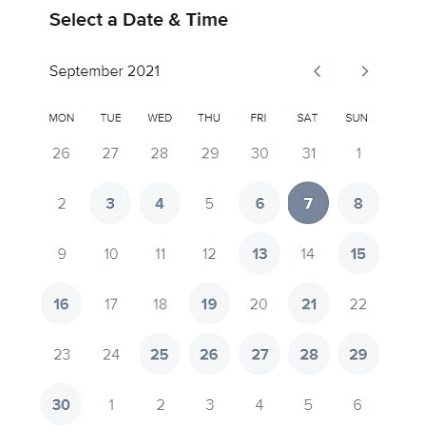 Select a Date & Time
September 2021
MON TUE WED THU FRI SAT SUN
26 27 28 29 30 31 1
2 3 4 5 6 7 8
9 10 11 12 13 14 15
16 17 18 19 20 21 22
23 24 25 26 27 28 29
30 1 2 3 4 5 6